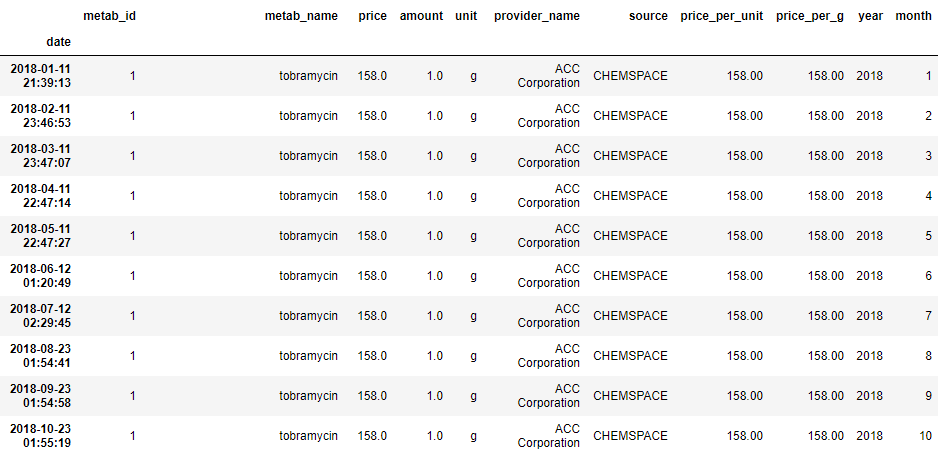 metab_id metab_name price amount unit provider_name source price_per_unit price_per_g year month
date
2018-01-11 21:39:13 1 tobramycin 158.0 1.0 g ACC Corporation CHEMSPACE 158.00 158.00 2018 1
2018-02-11 23:46:53 1 tobramycin 158.0 1.0 g ACC Corporation CHEMSPACE 158.00 158.00 2018 2
2018-03-11 23:47:07 1 tobramycin 158.0 1.0 g ACC Corporation CHEMSPACE 158.00 158.00 2018 3
2018-04-11 22:47:14 1 tobramycin 158.0 1.0 g ACC Corporation CHEMSPACE 158.00 158.00 2018 4
2018-05-11 22:47:27 1 tobramycin 158.0 1.0 g ACC Corporation CHEMSPACE 158.00 158.00 2018 5
2018-06-12 01:20:49 1 tobramycin 158.0 1.0 g ACC Corporation CHEMSPACE 158.00 158.00 2018 6
2018-07-12 02:29:45 1 tobramycin 158.0 1.0 g ACC Corporation CHEMSPACE 158.00 158.00 2018 7
2018-08-23 01:54:41 1 tobramycin 158.0 1.0 g ACC Corporation CHEMSPACE 158.00 158.00 2018 8
2018-09-23 01:54:58 1 tobramycin 158.0 1.0 g ACC Corporation CHEMSPACE 158.00 158.00 2018 9
2018-10-23 01:55:19 1 tobramycin 158.0 1.0 g ACC Corporation CHEMSPACE 158.00 158.00 2018 10